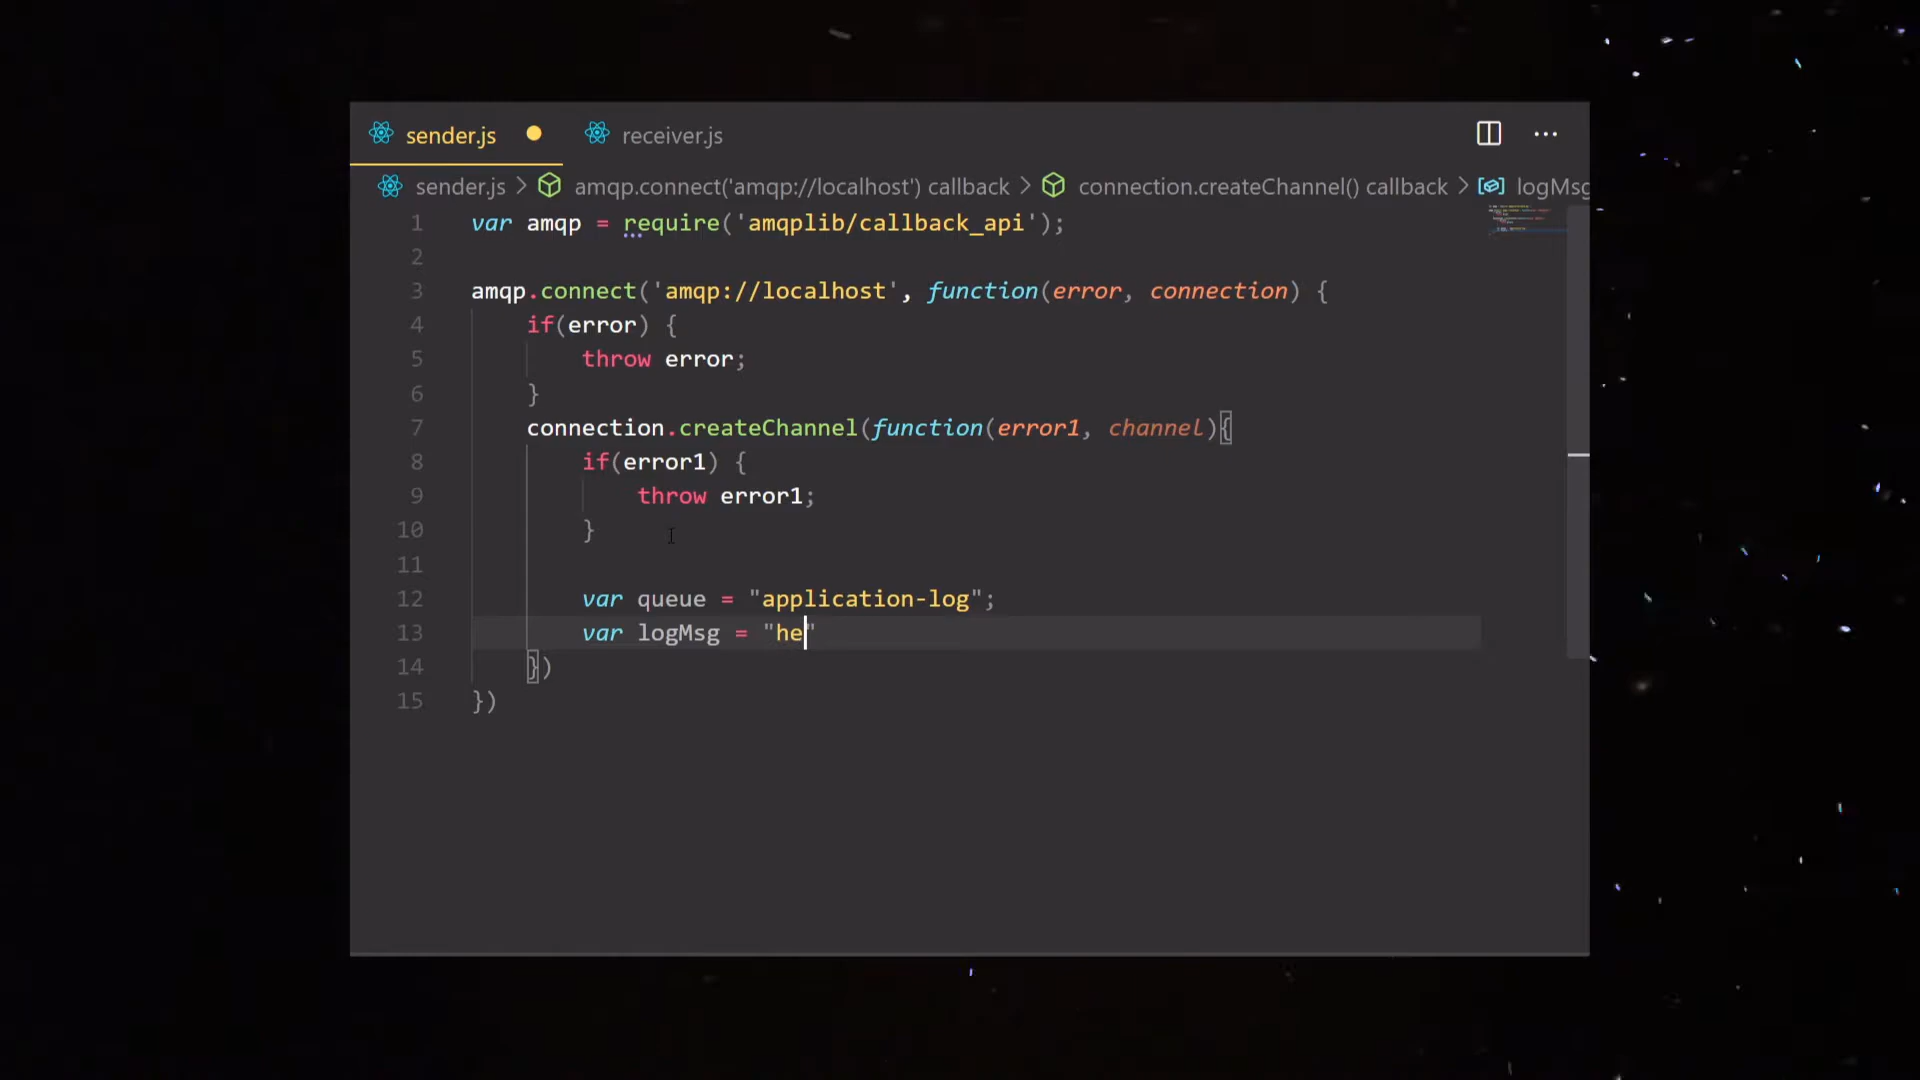 sender.js receiver.js
sender.js > amqp.connect('amqp://localhost') callback > connection.createChannel() callback > logMsg
1 var amqp = require('amqplib/callback_api');
2
3 amqp.connect('amqp://localhost', function(error, connection) {
4 if(error) {
5 throw error;
6 }
7 connection.createChannel(function(error1, channel){
8 if(error1) {
9 throw error1;
10 }
11
12 var queue = "application-log";
13 var logMsg = "he"
14 })
15 })